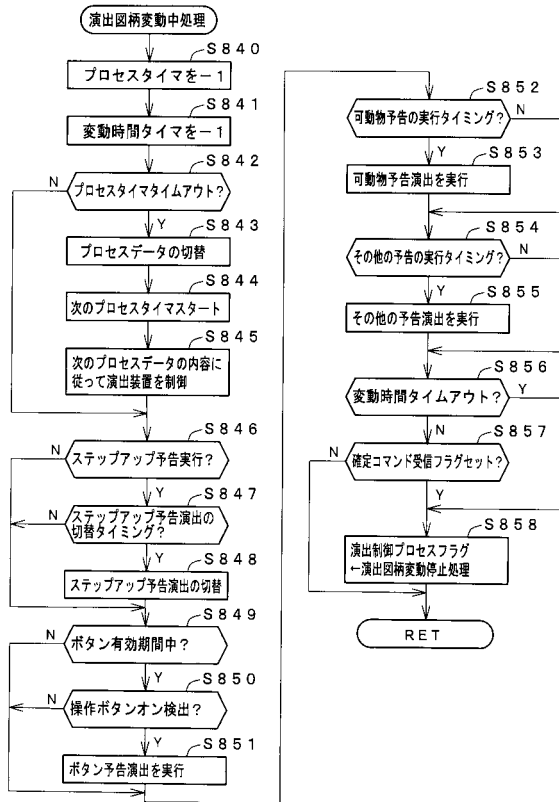 演出図柄変動中処理
S840
プロセスタイマを－1
S841
変動時間タイマを－1
S842
N
プロセスタイマタイムアウト？
Y
S843
プロセスデータの切替
S844
次のプロセスタイマスタート
S845
次のプロセスデータの内容に
従って演出装置を制御
S846
N
ステップアップ予告実行？
Y
S847
N
ステップアップ予告演出の
切替タイミング？
Y
S848
ステップアップ予告演出の切替
S849
N
ボタン有効期間中？
Y
S850
N
操作ボタンオン検出？
Y
S851
ボタン予告演出を実行
S852
可動物予告の実行タイミング？
N
Y
S853
可動物予告演出を実行
S854
その他の予告の実行タイミング？
N
Y
S855
その他の予告演出を実行
S856
変動時間タイムアウト？
Y
N
S857
N
確定コマンド受信フラグセット？
Y
S858
演出制御プロセスフラグ
←演出図柄変動停止処理
RET